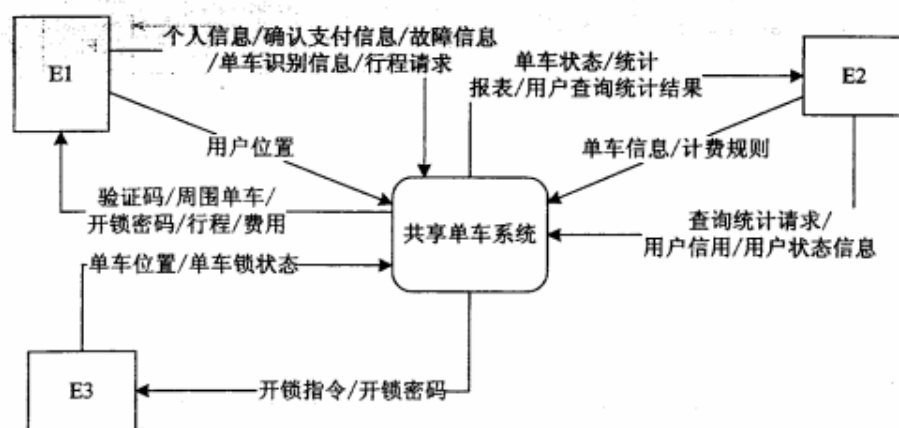 E1
个人信息/确认支付信息/故障信息
/单车识别信息/行程请求
单车状态/统计
报表/用户查询统计结果
E2
用户位置
单车信息/计费规则
验证码/周围单车/
开锁密码/行程/费用
共享单车系统
查询统计请求/
用户信用/用户状态信息
单车位置/单车锁状态
E3
开锁指令/开锁密码